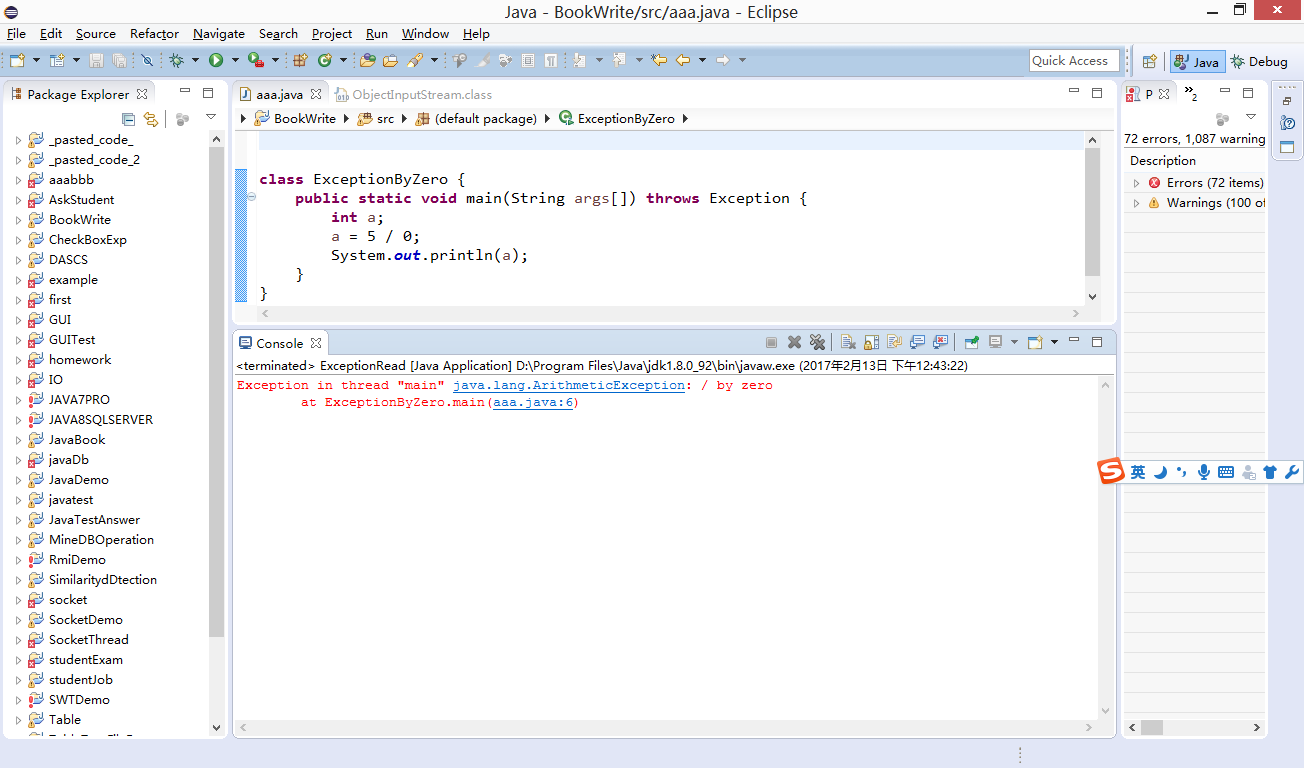 Java - BookWrite/src/aaa.java - Eclipse
File Edit Source Refactor Navigate Search Project Run Window Help
Quick Access
Java
Debug
Package Explorer
_pasted_code_
_pasted_code_2
aaabbb
AskStudent
BookWrite
CheckBoxExp
DASCS
example
first
GUI
GUITest
homework
IO
JAVA7PRO
JAVA8SQLSERVER
JavaBook
javaDb
JavaDemo
javatest
JavaTestAnswer
MineDBOperation
RmiDemo
SimilaritydDtection
socket
SocketDemo
SocketThread
studentExam
studentJob
SWTDemo
Table
aaa.java
ObjectInputStream.class
BookWrite src (default package) ExceptionByZero
class ExceptionByZero {
public static void main(String args[]) throws Exception {
int a;
a = 5 / 0;
System.out.println(a);
}
}
Console
<terminated> ExceptionRead [Java Application] D:\Program Files\Java\jdk1.8.0_92\bin\javaw.exe (2017年2月13日 下午12:43:22)
Exception in thread "main" java.lang.ArithmeticException: / by zero
at ExceptionByZero.main(aaa.java:6)
P
2
72 errors, 1,087 warning
Description
Errors (72 items)
Warnings (100 of
S 英